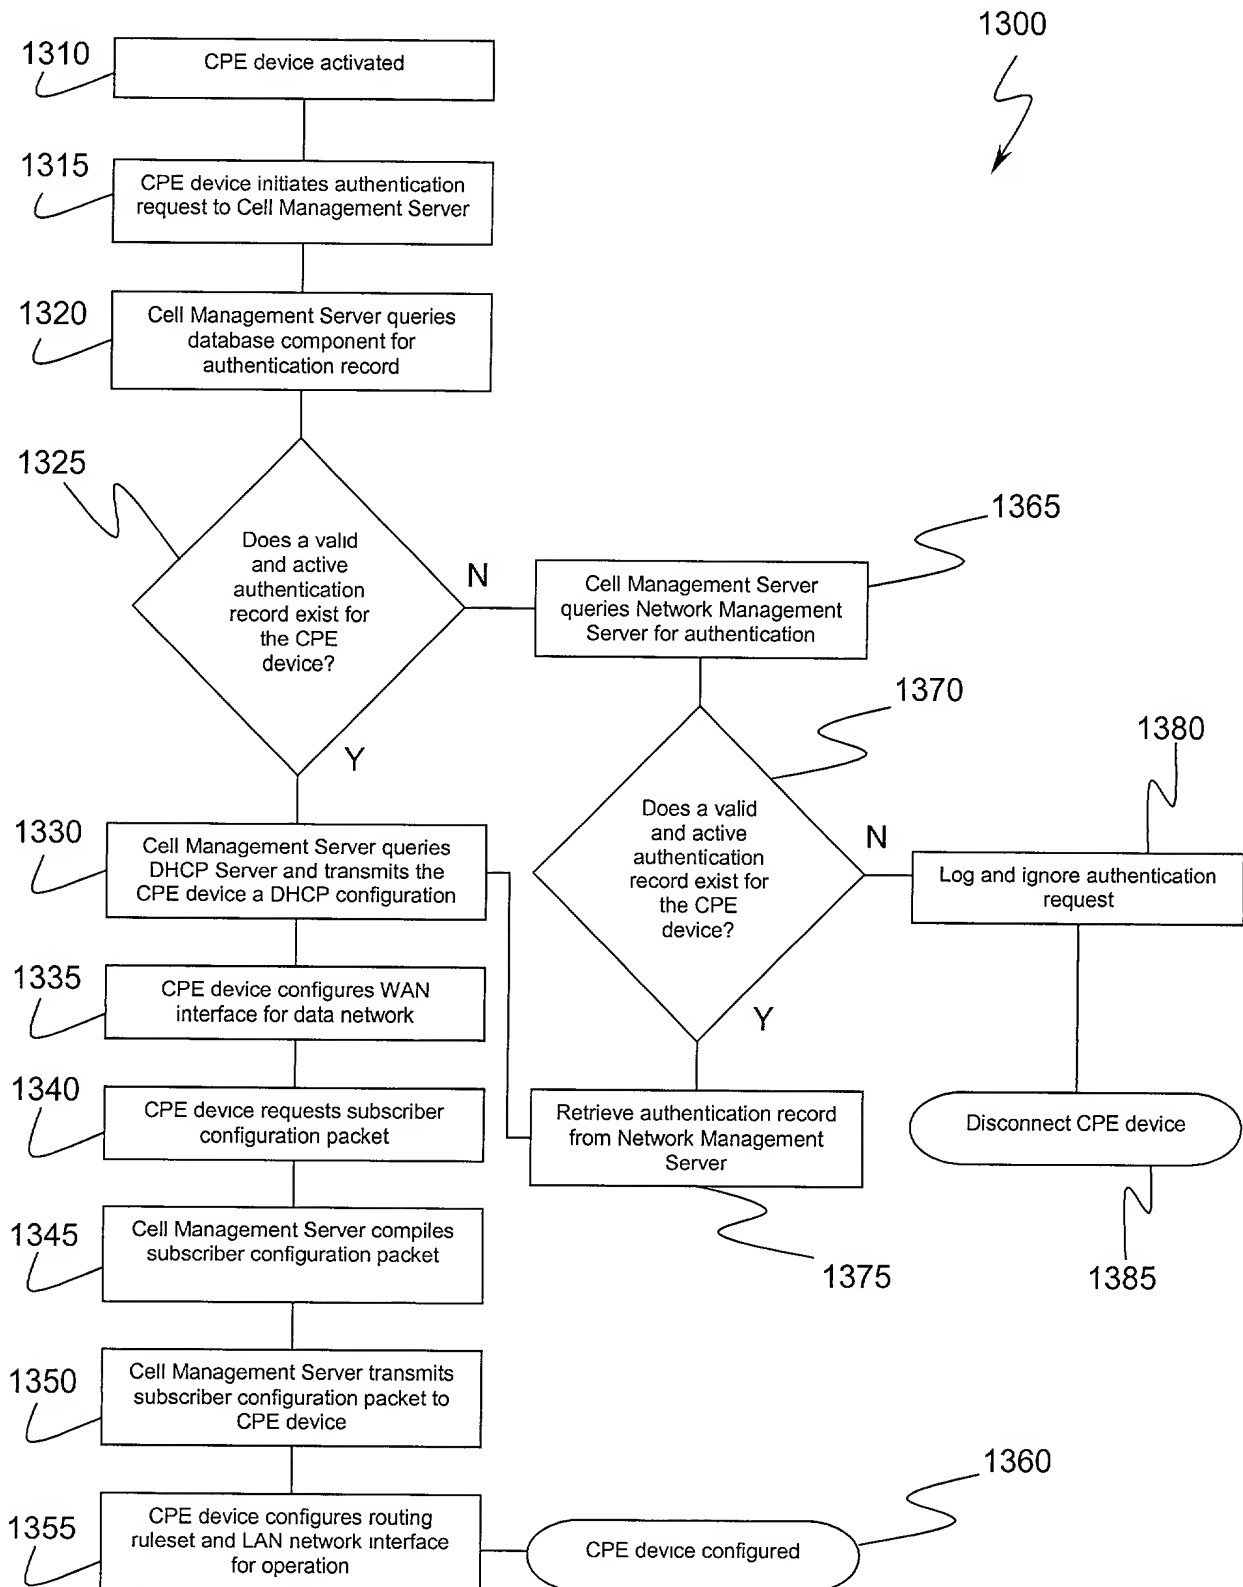 1300
1310
CPE device activated
1315
CPE device initiates authentication
request to Cell Management Server
1320
Cell Management Server queries
database component for
authentication record
1325
Does a valid
and active
authentication
record exist for
the CPE
device?
N
Y
1365
Cell Management Server
queries Network Management
Server for authentication
1370
Does a valid
and active
authentication
record exist for
the CPE
device?
N
Y
1380
Log and ignore authentication
request
1330
Cell Management Server queries
DHCP Server and transmits the
CPE device a DHCP configuration
1335
CPE device configures WAN
interface for data network
1340
CPE device requests subscriber
configuration packet
Retrieve authentication record
from Network Management
Server
1375
Disconnect CPE device
1385
1345
Cell Management Server compiles
subscriber configuration packet
1350
Cell Management Server transmits
subscriber configuration packet to
CPE device
1355
CPE device configures routing
ruleset and LAN network interface
for operation
1360
CPE device configured